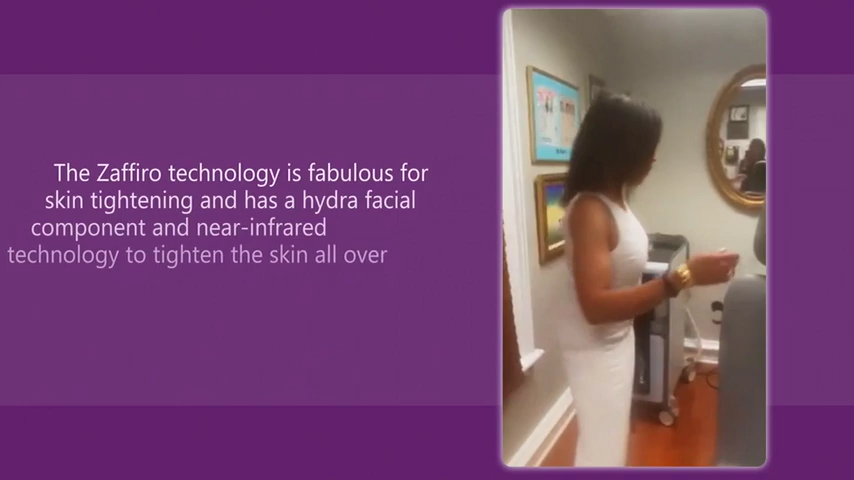 The Zaffiro technology is fabulous for
skin tightening and has a hydra facial
component and near-infrared
technology to tighten the skin all over